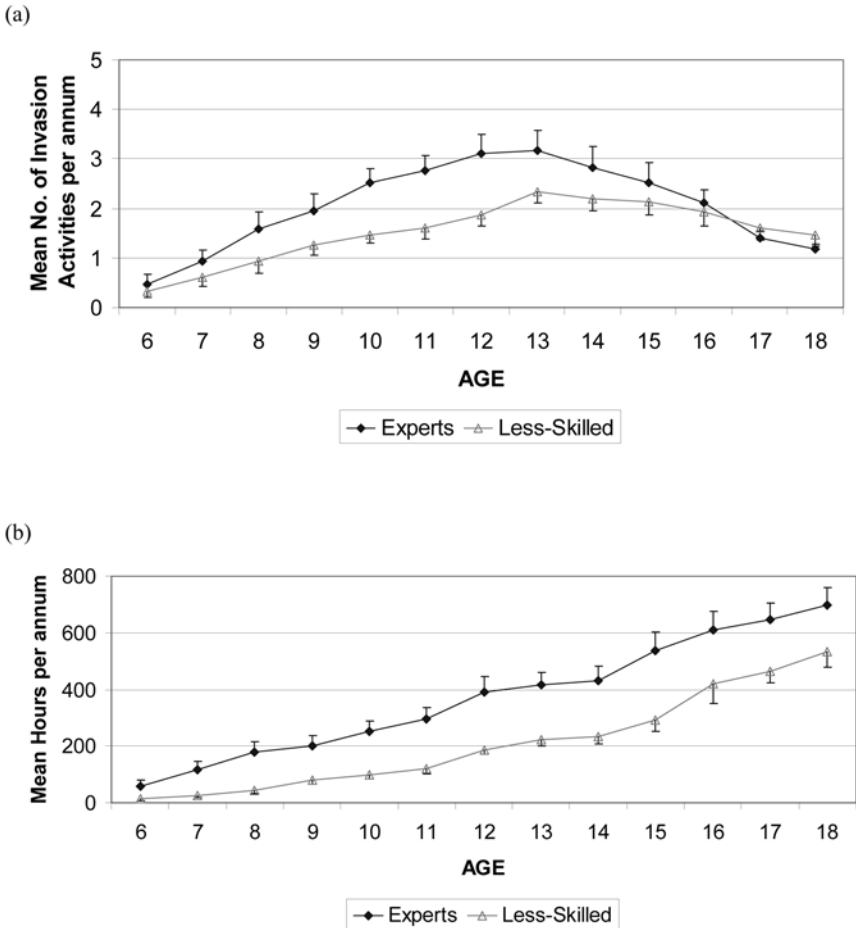 (a)
Mean No. of Invasion
Activities per annum
5
4
3
2
1
0
6 7 8 9 10 11 12 13 14 15 16 17 18
AGE
Experts Less-Skilled
(b)
Mean Hours per annum
800
600
400
200
0
6 7 8 9 10 11 12 13 14 15 16 17 18
AGE
Experts Less-Skilled